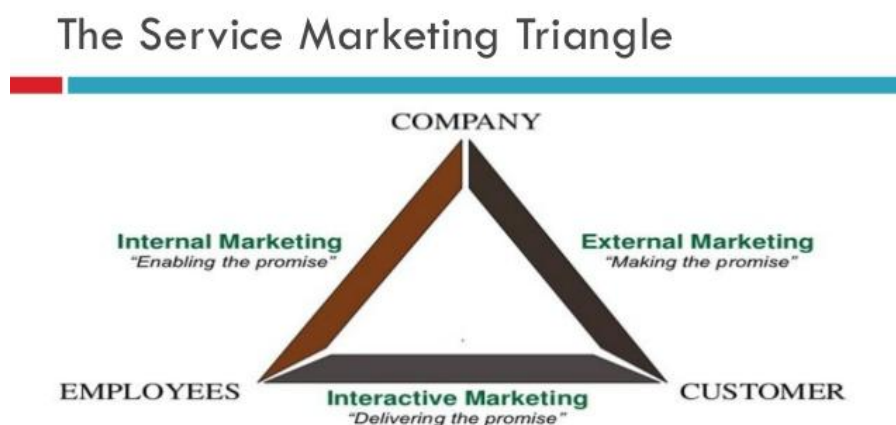 The Service Marketing Triangle
COMPANY
Internal Marketing
"Enabling the promise"
External Marketing
"Making the promise"
EMPLOYEES
Interactive Marketing
"Delivering the promise"
CUSTOMER